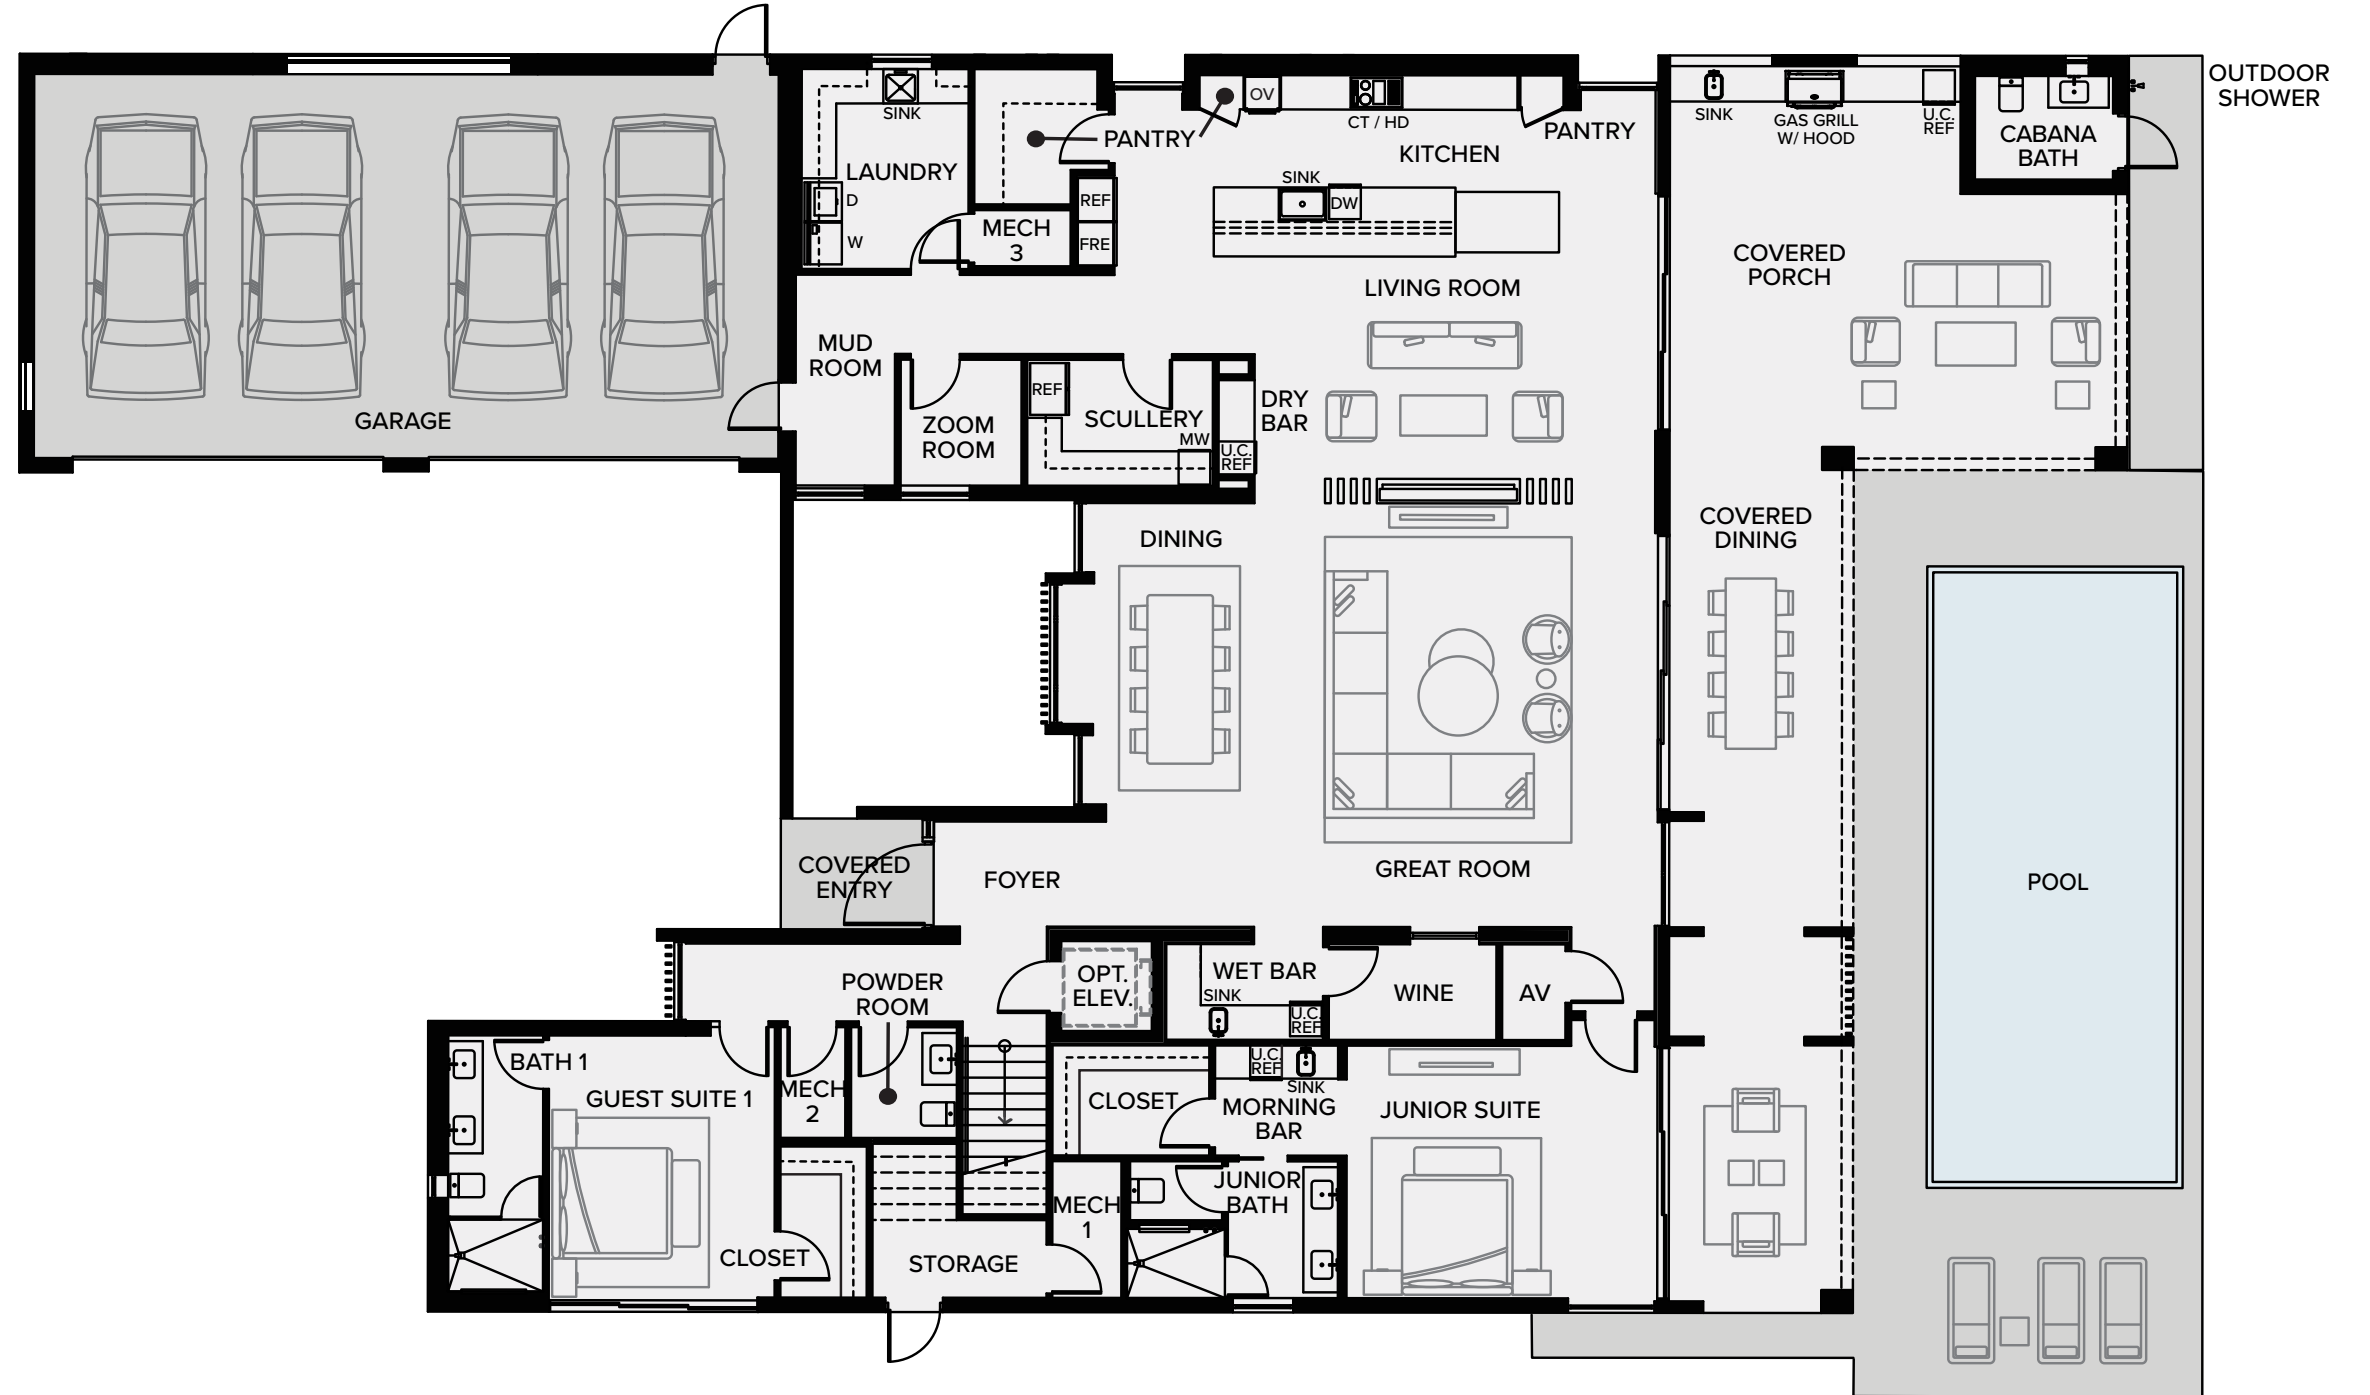 OUTDOOR
SHOWER
OV
SINK
CT / HD
PANTRY
PANTRY
KITCHEN
SINK
GAS GRILL
W/ HOOD
U.C.
REF
CABANA
BATH
LAUNDRY
D
W
MECH
3
REF
FRE
SINK
DW
COVERED
PORCH
LIVING ROOM
MUD
ROOM
GARAGE
ZOOM
ROOM
REF
SCULLERY
MW
DRY
BAR
U.C.
REF
DINING
COVERED
DINING
COVERED
ENTRY
FOYER
GREAT ROOM
POOL
POWDER
ROOM
OPT.
ELEV.
WET BAR
SINK
U.C.
REF
WINE
AV
BATH 1
GUEST SUITE 1
MECH
2
CLOSET
U.C.
REF
SINK
MORNING
BAR
JUNIOR SUITE
CLOSET
STORAGE
MECH
1
JUNIOR
BATH